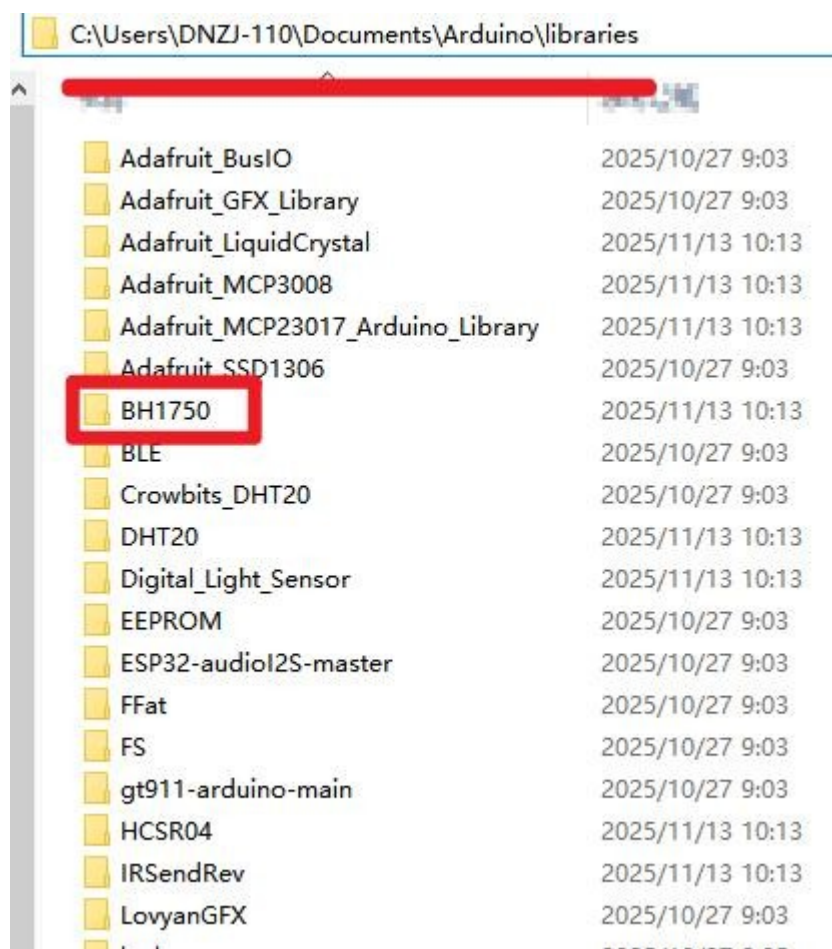 C:\Users\DNZJ-110\Documents\Arduino\libraries
Adafruit_BusIO 2025/10/27 9:03
Adafruit_GFX_Library 2025/10/27 9:03
Adafruit_LiquidCrystal 2025/11/13 10:13
Adafruit_MCP3008 2025/11/13 10:13
Adafruit_MCP23017_Arduino_Library 2025/11/13 10:13
Adafruit_SSD1306 2025/10/27 9:03
BH1750 2025/11/13 10:13
BLE 2025/10/27 9:03
Crowbits_DHT20 2025/10/27 9:03
DHT20 2025/11/13 10:13
Digital_Light_Sensor 2025/11/13 10:13
EEPROM 2025/10/27 9:03
ESP32-audioI2S-master 2025/10/27 9:03
FFat 2025/10/27 9:03
FS 2025/10/27 9:03
gt911-arduino-main 2025/10/27 9:03
HCSR04 2025/11/13 10:13
IRSendRev 2025/11/13 10:13
LovyanGFX 2025/10/27 9:03